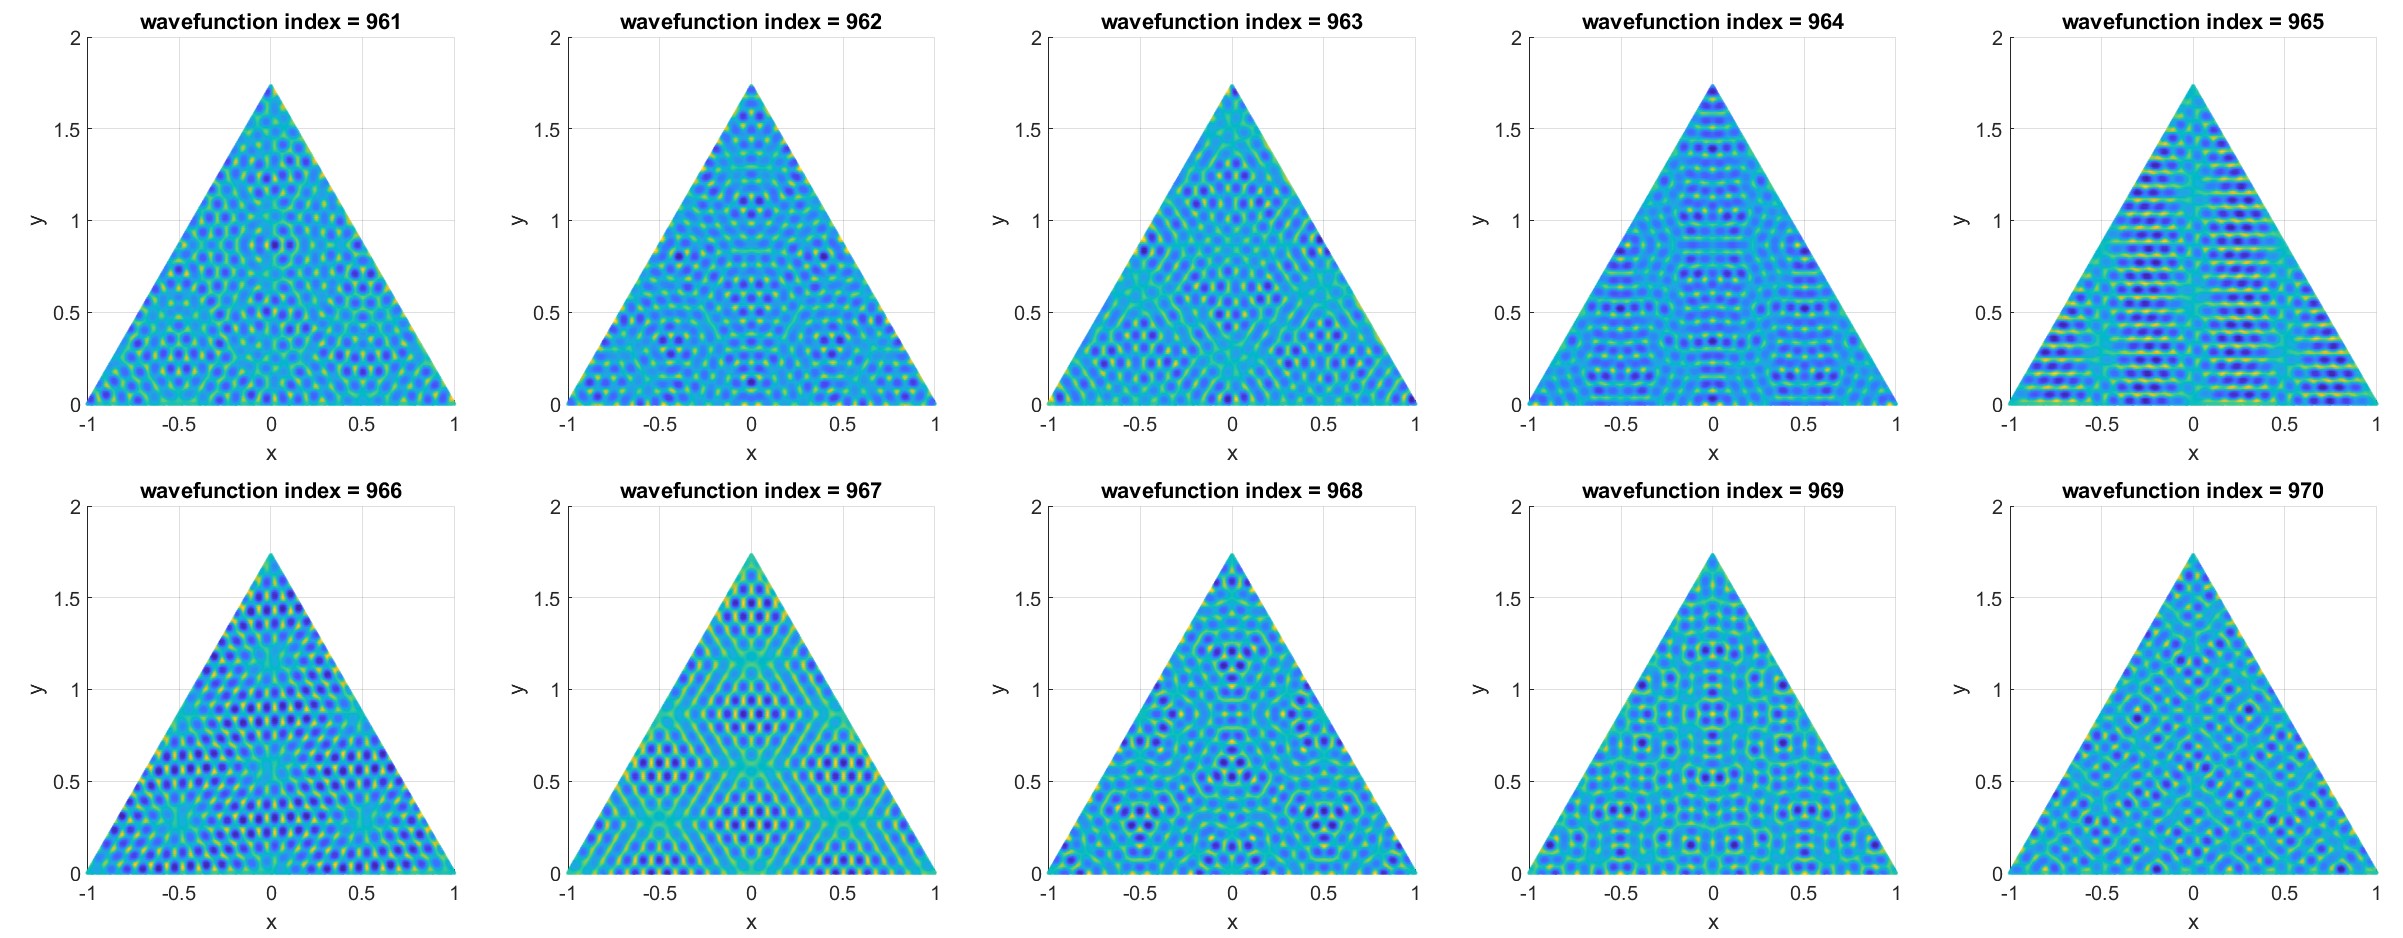 wavefunction index = 961
2
1.5
1
0.5
0
y
-1 -0.5 0 0.5 1
x
wavefunction index = 962
2
1.5
1
0.5
0
y
-1 -0.5 0 0.5 1
x
wavefunction index = 963
2
1.5
1
0.5
0
y
-1 -0.5 0 0.5 1
x
wavefunction index = 964
2
1.5
1
0.5
0
y
-1 -0.5 0 0.5 1
x
wavefunction index = 965
2
1.5
1
0.5
0
y
-1 -0.5 0 0.5 1
x
wavefunction index = 966
2
1.5
1
0.5
0
y
-1 -0.5 0 0.5 1
x
wavefunction index = 967
2
1.5
1
0.5
0
y
-1 -0.5 0 0.5 1
x
wavefunction index = 968
2
1.5
1
0.5
0
y
-1 -0.5 0 0.5 1
x
wavefunction index = 969
2
1.5
1
0.5
0
y
-1 -0.5 0 0.5 1
x
wavefunction index = 970
2
1.5
1
0.5
0
y
-1 -0.5 0 0.5 1
x